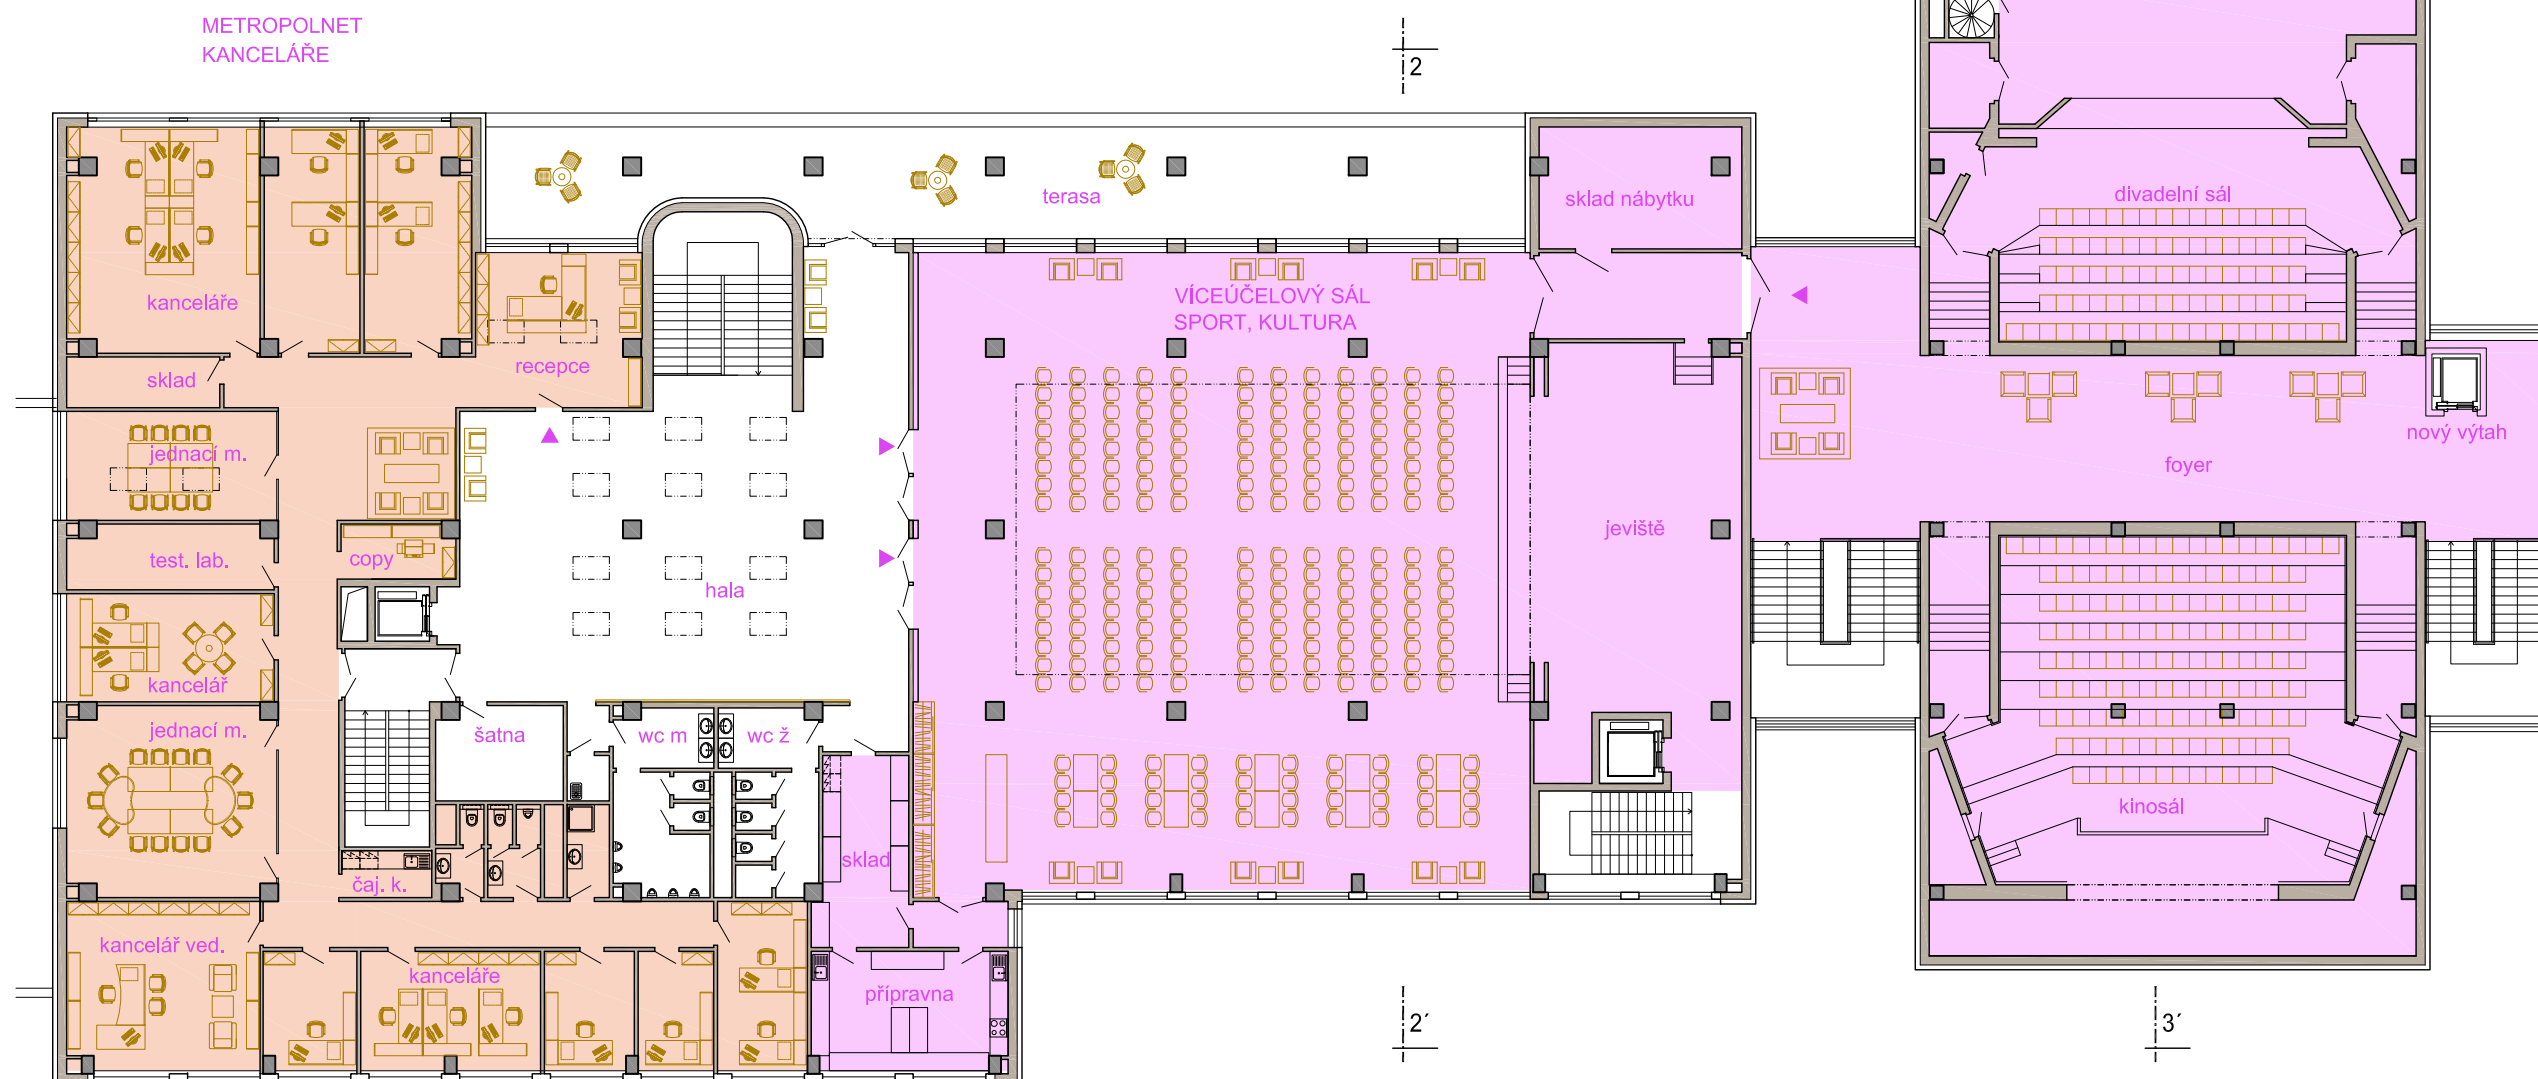 METROPOLNET
KANCELÁŘE
2
terasa
sklad nábytku
divadelní sál
kanceláře
VÍCEÚČELOVÝ SÁL
SPORT, KULTURA
recepce
sklad
nový výtah
jednací m.
foyer
jeviště
test. lab.
copy
hala
kancelář
jednací m.
šatna
wc m
wc ž
kinosál
sklad
čaj. k.
kancelář ved.
kanceláře
přípravna
2´
3´